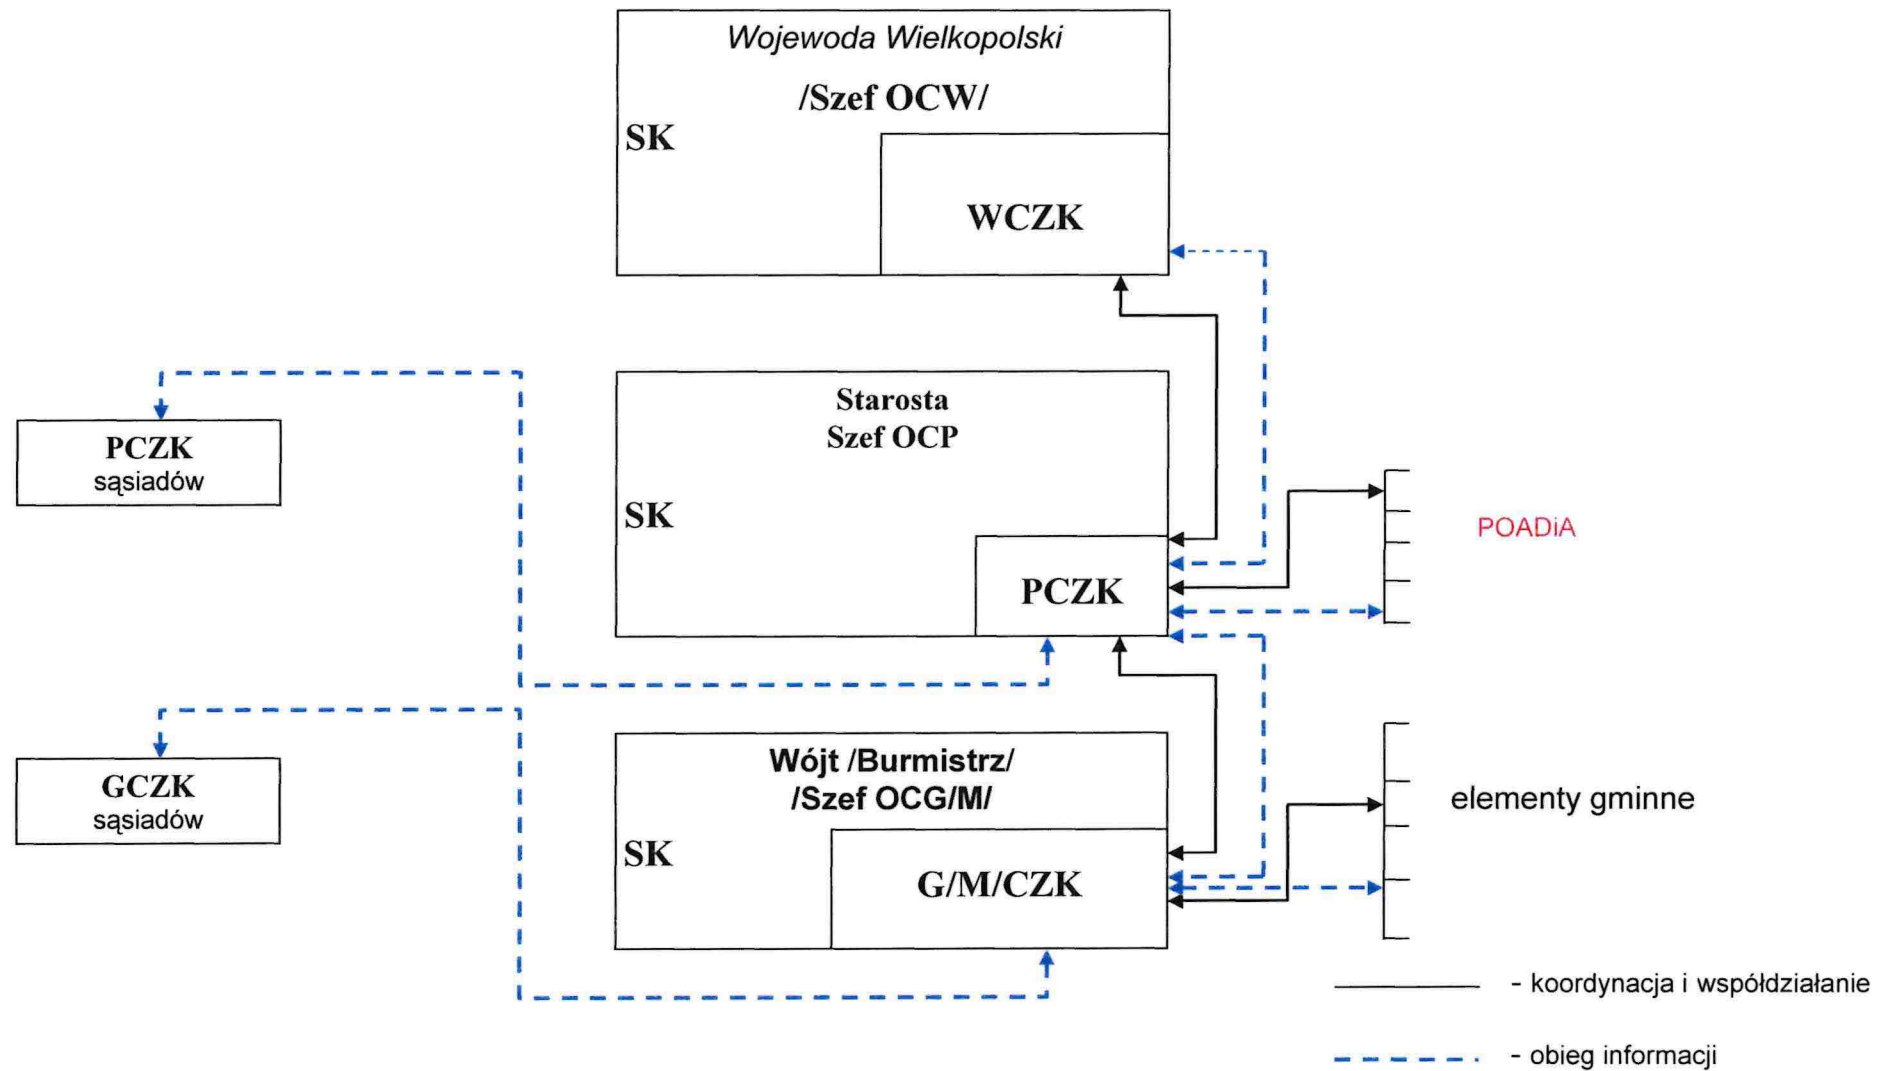 Wojewoda Wielkopolski
/Szef OCW/
SK
WCZK
Starosta
Szef OCP
PCZK
sąsiadów
SK
POADiA
PCZK
Wójt /Burmistrz/
/Szef OCG/M/
GCZK
sąsiadów
elementy gminne
SK
G/M/CZK
- koordynacja i współdziałanie
- obieg informacji